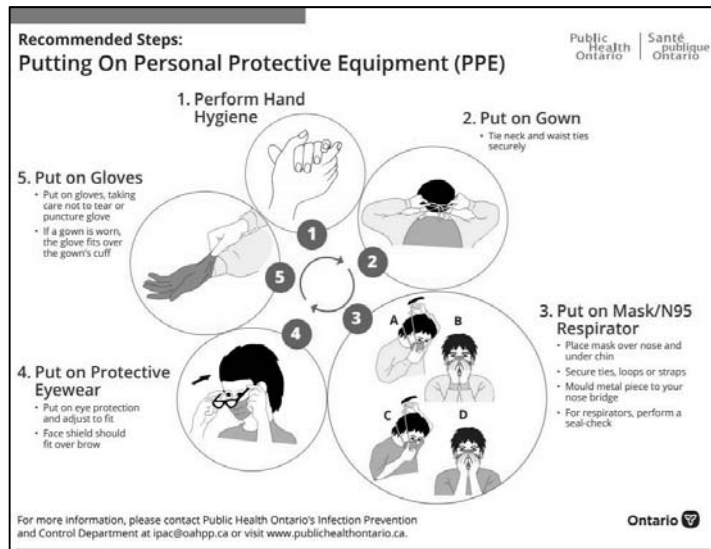 Recommended Steps:
Putting On Personal Protective Equipment (PPE)
Public
Health
Ontario
Santé
publique
Ontario
1. Perform Hand
Hygiene
1
2. Put on Gown
• Tie neck and waist ties
securely
2
3. Put on Mask/N95
Respirator
• Place mask over nose and
under chin
• Secure ties, loops or straps
• Mould metal piece to your
nose bridge
• For respirators, perform a
seal-check
3
A
B
C
D
4. Put on Protective
Eyewear
• Put on eye protection
and adjust to fit
• Face shield should
fit over brow
4
5. Put on Gloves
• Put on gloves, taking
care not to tear or
puncture glove
• If a gown is worn,
the glove fits over
the gown's cuff
5
For more information, please contact Public Health Ontario's Infection Prevention
and Control Department at ipac@oahpp.ca or visit www.publichealthontario.ca.
Ontario